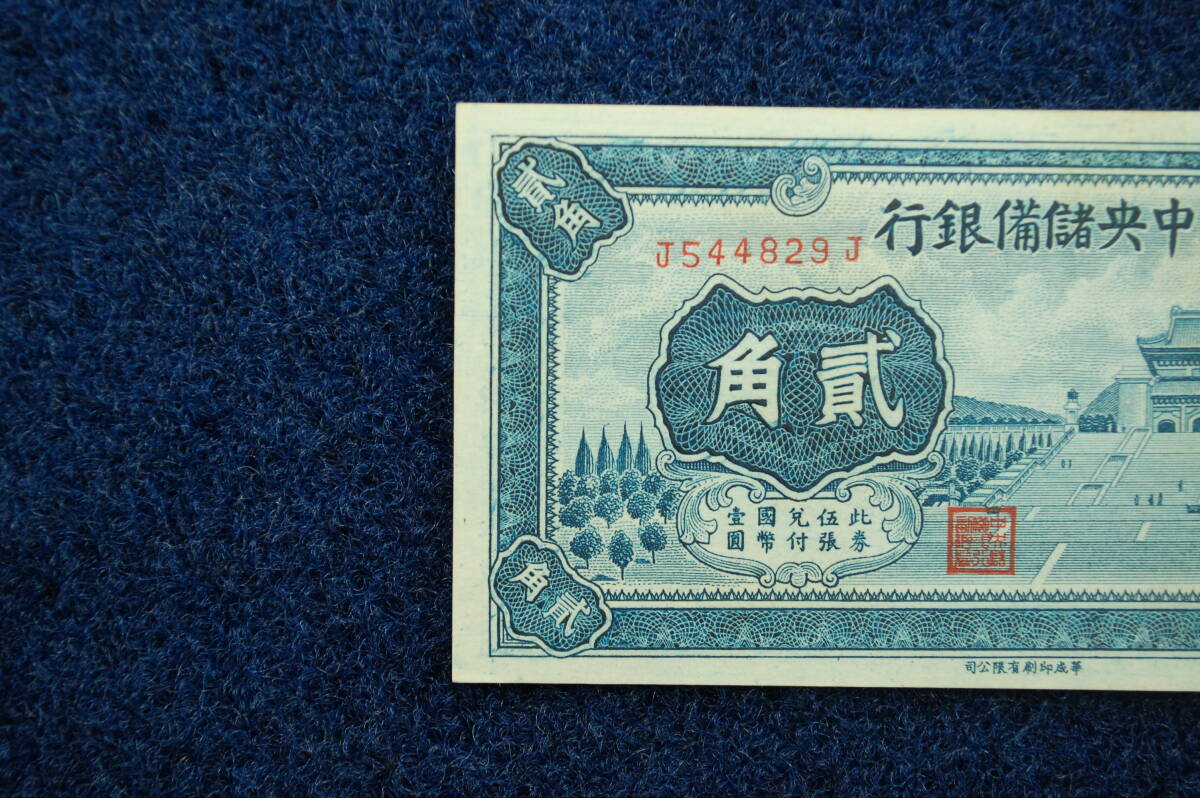 貳角
中央儲備銀行
J544829J
貳角
此券
伍張
兌付
國幣
壹圓
貳角
華成印刷有限公司